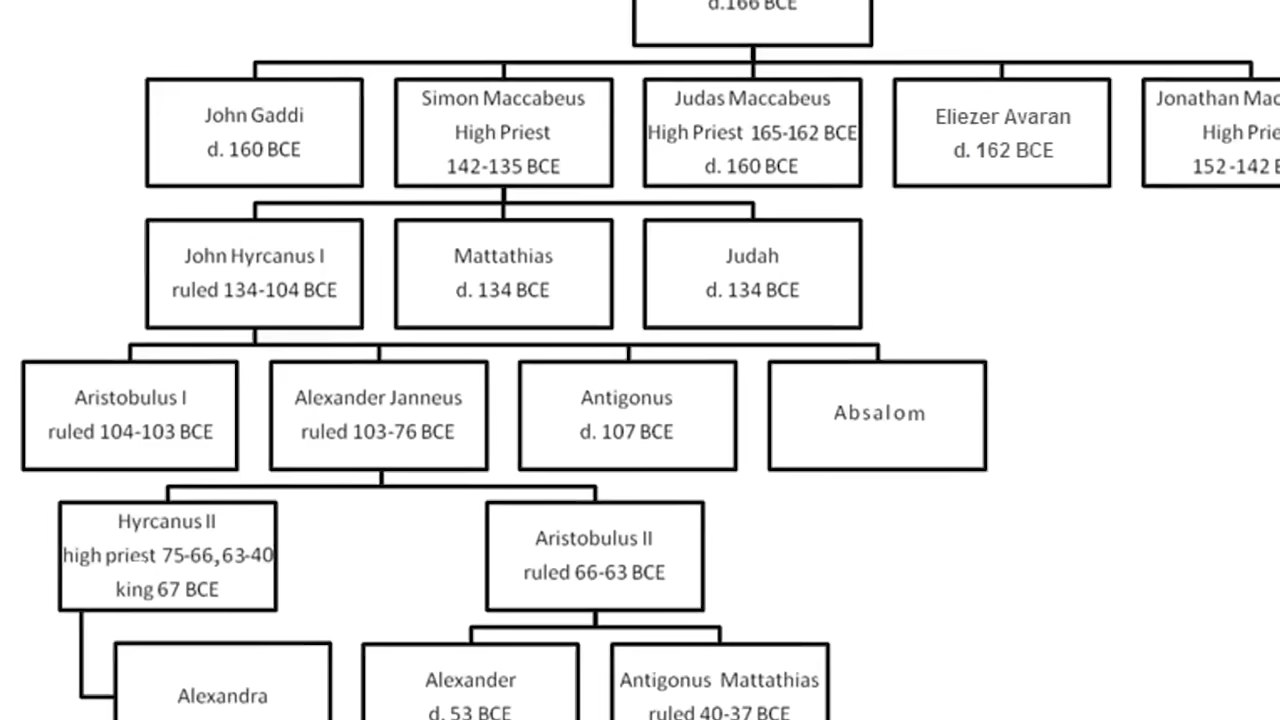 d.166 BCE
John Gaddi
d. 160 BCE
Simon Maccabeus
High Priest
142-135 BCE
Judas Maccabeus
High Priest 165-162 BCE
d. 160 BCE
Eliezer Avaran
d. 162 BCE
Jonathan
152-142
John Hyrcanus I
ruled 134-104 BCE
Mattathias
d. 134 BCE
Judah
d. 134 BCE
Aristobulus I
ruled 104-103 BCE
Alexander Janneus
ruled 103-76 BCE
Antigonus
d. 107 BCE
Absalom
Hyrcanus II
high priest 75-66, 63-40
king 67 BCE
Aristobulus II
ruled 66-63 BCE
Alexandra
Alexander
d. 53 BCE
Antigonus Mattathias
ruled 40-37 BCE